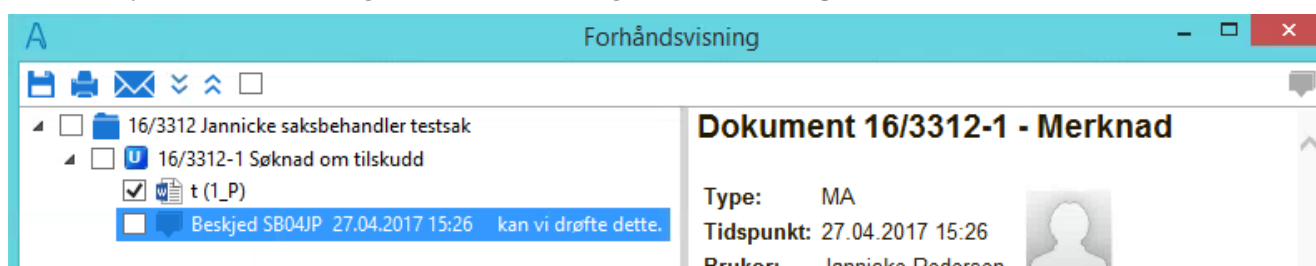 Forhåndsvisning
16/3312 Jannicke saksbehandler testsak
U 16/3312-1 Søknad om tilskudd
t (1_P)
Beskjed SB04JP 27.04.2017 15:26 kan vi drøfte dette.
Dokument 16/3312-1 - Merknad
Type: MA
Tidspunkt: 27.04.2017 15:26